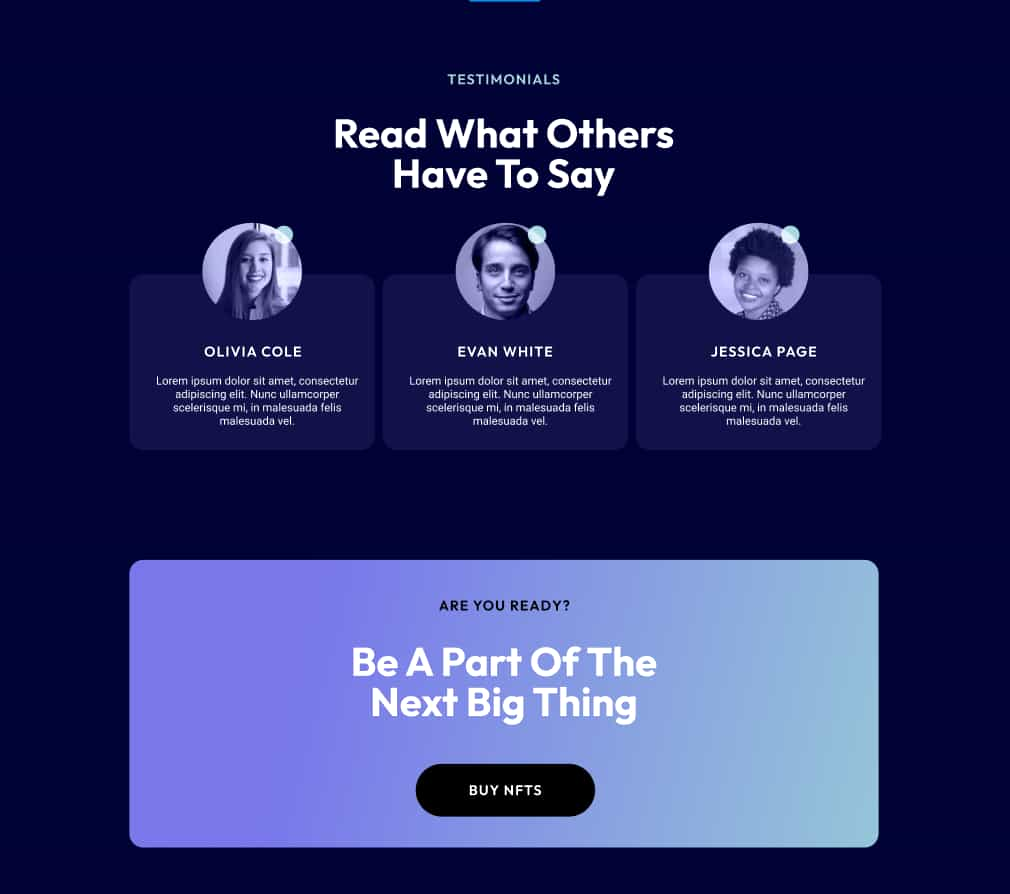 TESTIMONIALS
Read What Others
Have To Say
OLIVIA COLE
Lorem ipsum dolor sit amet, consectetur
adipiscing elit. Nunc ullamcorper
scelerisque mi, in malesuada felis
malesuada vel.
EVAN WHITE
Lorem ipsum dolor sit amet, consectetur
adipiscing elit. Nunc ullamcorper
scelerisque mi, in malesuada felis
malesuada vel.
JESSICA PAGE
Lorem ipsum dolor sit amet, consectetur
adipiscing elit. Nunc ullamcorper
scelerisque mi, in malesuada felis
malesuada vel.
ARE YOU READY?
Be A Part Of The
Next Big Thing
BUY NFTS